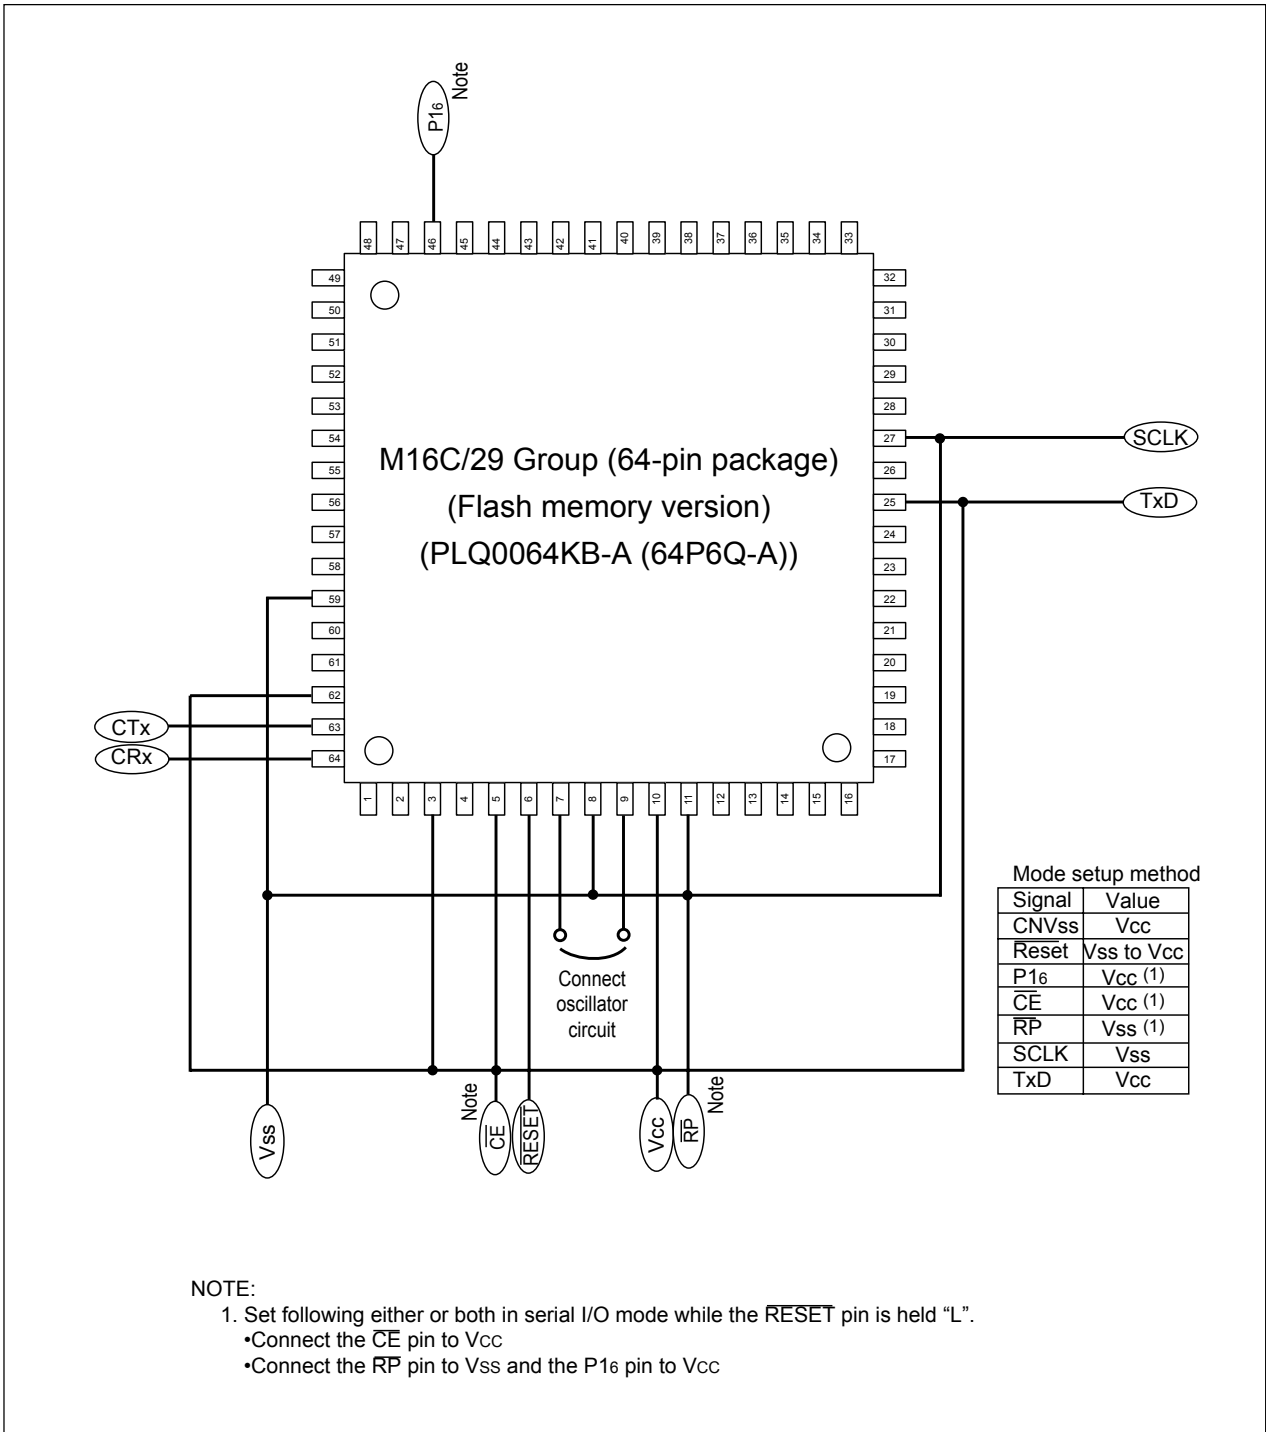 Note
P16
48 47 46 45 44 43 42 41 40 39 38 37 36 35 34 33
49
50
51
52
53
54
55
56
57
58
59
60
61
62
63
64
32
31
30
29
28
27
26
25
24
23
22
21
20
19
18
17
M16C/29 Group (64-pin package)
(Flash memory version)
(PLQ0064KB-A (64P6Q-A))
SCLK
TxD
CTx
CRx
1 2 3 4 5 6 7 8 9 10 11 12 13 14 15 16
Connect
oscillator
circuit
Mode setup method
Signal Value
CNVss Vcc
Reset Vss to Vcc
P16 Vcc (1)
CE Vcc (1)
RP Vss (1)
SCLK Vss
TxD Vcc
Vss
Note
CE
RESET
Vcc
RP
Note
NOTE:
1. Set following either or both in serial I/O mode while the RESET pin is held “L”.
•Connect the CE pin to VCC
•Connect the RP pin to VSS and the P16 pin to VCC